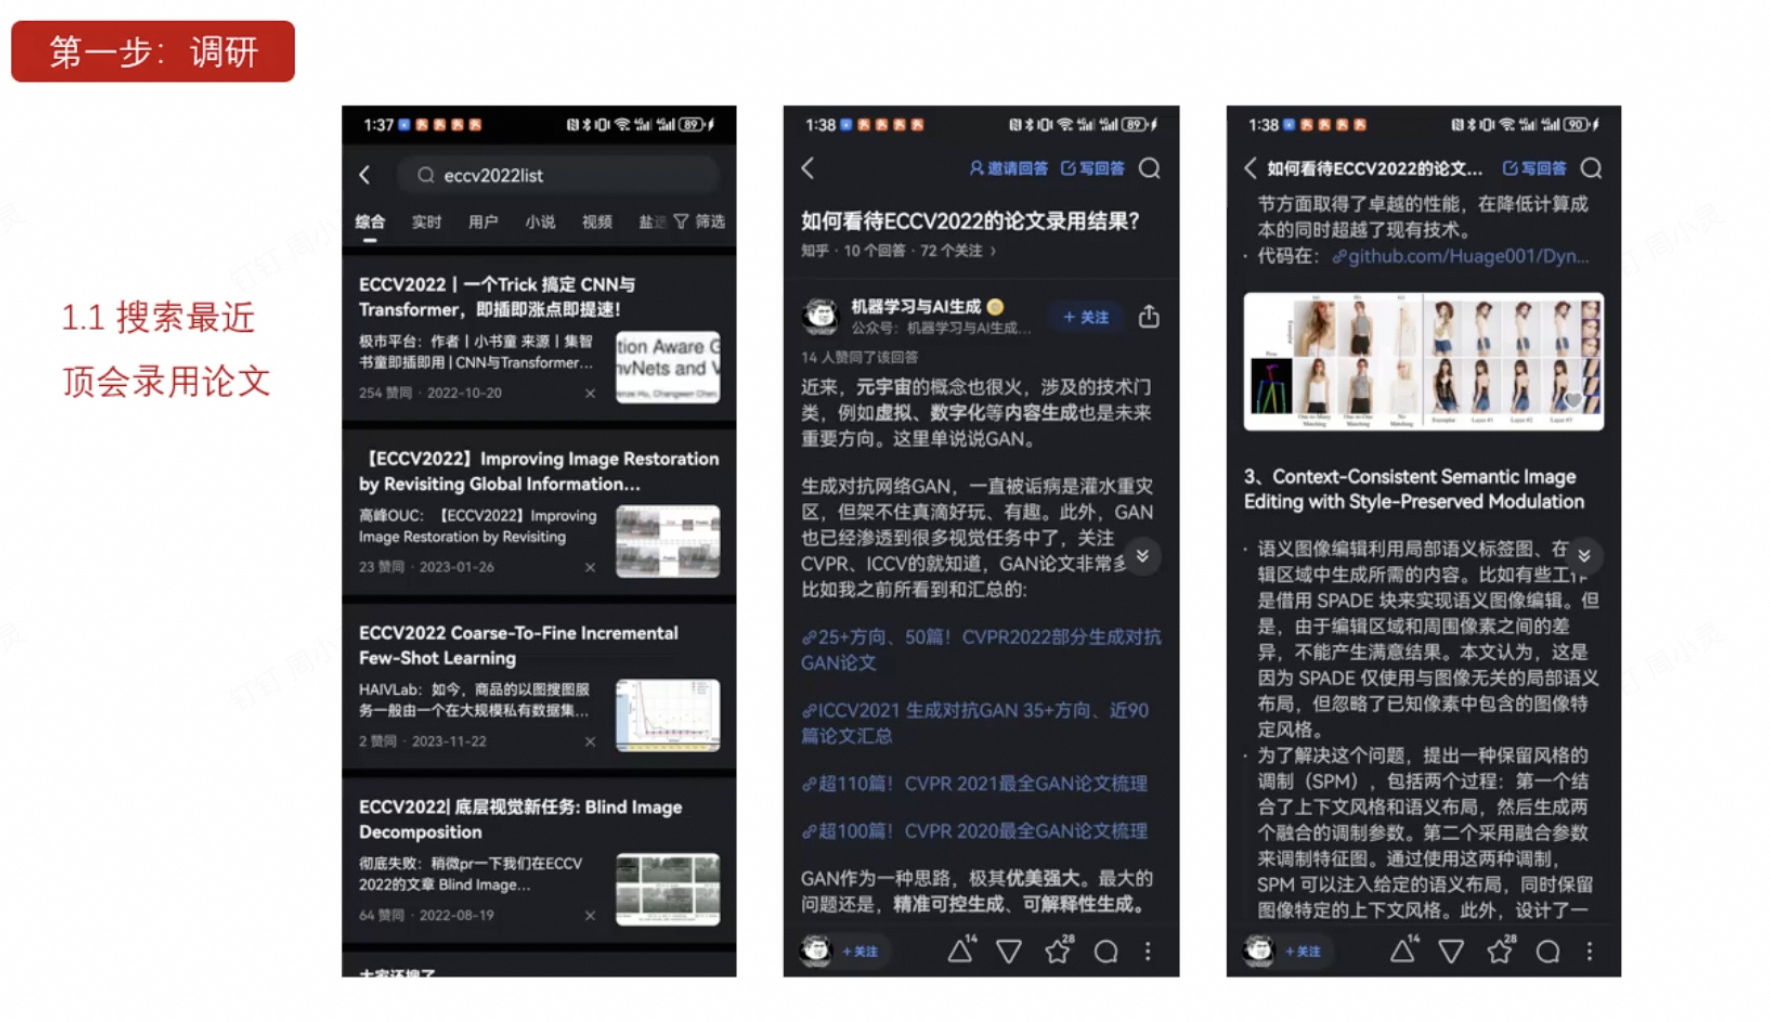 第一步：调研
1.1 搜索最近
顶会录用论文
1:37
89
eccv2022list
综合 实时 用户 小说 视频 盐选 筛选
ECCV2022 | 一个Trick 搞定 CNN与
Transformer，即插即涨点即提速！
极市平台：作者丨小书童 来源丨集智
书童即插即用 | CNN与Transformer...
254 赞同 · 2022-10-20
tion Aware G
nvNets and V
【ECCV2022】Improving Image Restoration
by Revisiting Global Information...
高峰OUC：【ECCV2022】Improving
Image Restoration by Revisiting
23 赞同 · 2023-01-26
ECCV2022 Coarse-To-Fine Incremental
Few-Shot Learning
HAIVLab：如今，商品的以图搜图服
务一般由一个在大规模私有数据集...
2 赞同 · 2023-11-22
ECCV2022| 底层视觉新任务: Blind Image
Decomposition
彻底失败：稍微pr一下我们在ECCV
2022的文章 Blind Image...
64 赞同 · 2022-08-19
大家还搜了
1:38
89
邀请回答 写回答
如何看待ECCV2022的论文录用结果？
知乎 · 10 个回答 · 72 个关注
机器学习与AI生成
公众号：机器学习与AI生成...
+ 关注
14 人赞同了该回答
近来，元宇宙的概念也很火，涉及的技术门
类，例如虚拟、数字化等内容生成也是未来
重要方向。这里单说说GAN。
生成对抗网络GAN，一直被诟病是灌水重灾
区，但架不住真滴好玩、有趣。此外，GAN
也已经渗透到很多视觉任务中了，关注
CVPR、ICCV的就知道，GAN论文非常多
比如我之前所看到和汇总的:
25+方向、50篇！CVPR2022部分生成对抗
GAN论文
ICCV2021 生成对抗GAN 35+方向、近90
篇论文汇总
超110篇！CVPR 2021最全GAN论文梳理
超100篇！CVPR 2020最全GAN论文梳理
GAN作为一种思路，极其优美强大。最大的
问题还是，精准可控生成、可解释性生成。
+ 关注
14
28
1:38
90
如何看待ECCV2022的论文... 写回答
节方面取得了卓越的性能，在降低计算成
本的同时超越了现有技术。
· 代码在：github.com/Huage001/Dyn...
3、Context-Consistent Semantic Image
Editing with Style-Preserved Modulation
· 语义图像编辑利用局部语义标签图、在
辑区域中生成所需的内容。比如有些工作
是借用 SPADE 块来实现语义图像编辑。但
是，由于编辑区域和周围像素之间的差
异，不能产生满意结果。本文认为，这是
因为 SPADE 仅使用与图像无关的局部语义
布局，但忽略了已知像素中包含的图像特
定风格。
· 为了解决这个问题，提出一种保留风格的
调制（SPM），包括两个过程：第一个结
合了上下文风格和语义布局，然后生成两
个融合的调制参数。第二个采用融合参数
来调制特征图。通过使用这两种调制，
SPM 可以注入给定的语义布局，同时保留
图像特定的上下文风格。此外，设计了一
+ 关注
14
28
钉钉 周小灵